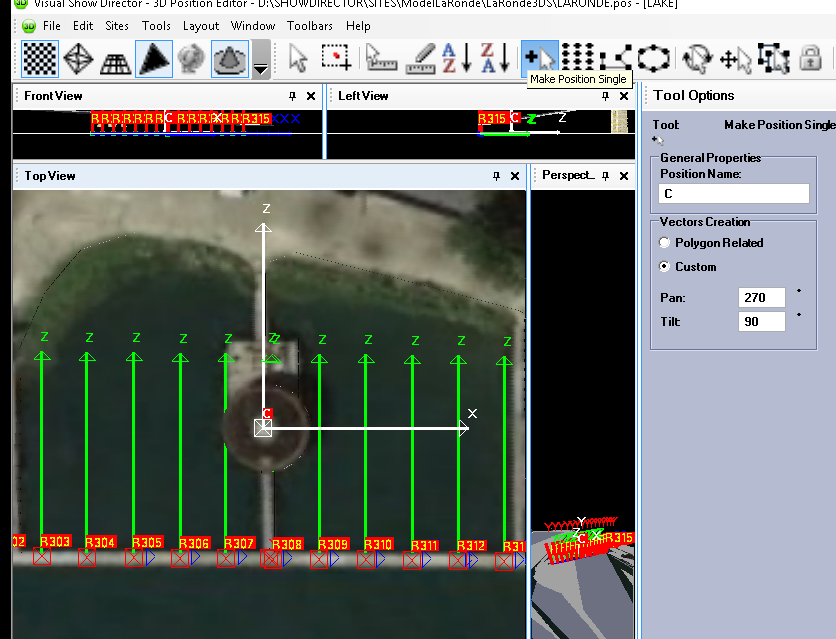 Visual Show Director - 3D Position Editor - D:\SHOWDIRECTOR\SITES\ModelLaRonde\LaRonde3DS\LARONDE.pos - [LAKE]
3D File Edit Sites Tools Layout Window Toolbars Help
A Z Z A
Make Position Single
Front View
Left View
Tool Options
R R R R R R R C R R X R R R315 X X X
R315 C Z Z
Tool: Make Position Single
General Properties
Position Name:
C
Top View
Perspect...
Vectors Creation
Polygon Related
Custom
Pan: 270 °
Tilt: 90 °
Z
Z Z Z Z Z Z Z Z Z Z Z Z
C X
Y
Z X
C R315
02 R303 R304 R305 R306 R307 R308 R309 R310 R311 R312 R31